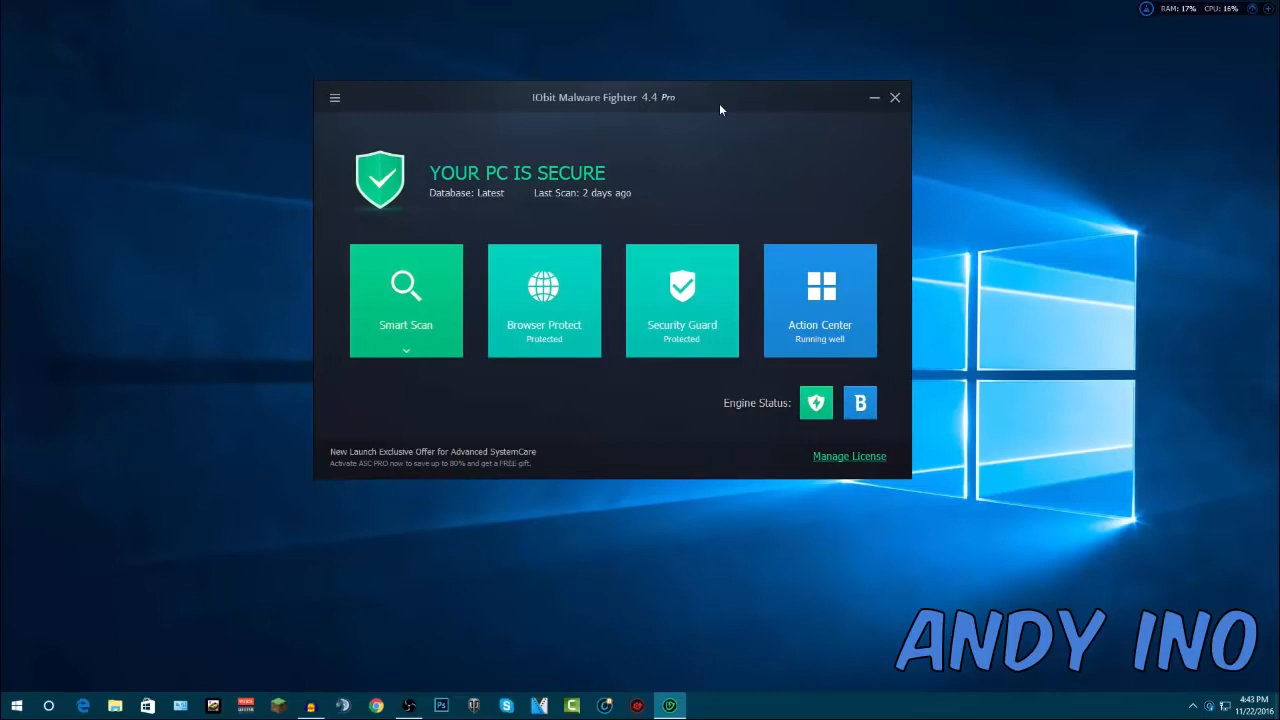 RAM: 17% CPU: 16%
IObit Malware Fighter 4.4 Pro
YOUR PC IS SECURE
Database: Latest Last Scan: 2 days ago
Smart Scan
Browser Protect
Protected
Security Guard
Protected
Action Center
Running well
Engine Status: B
New Launch Exclusive Offer for Advanced SystemCare
Activate ASC PRO now to save up to 80% and get a FREE gift.
Manage License
ANDY INO
4:43 PM
11/22/2016